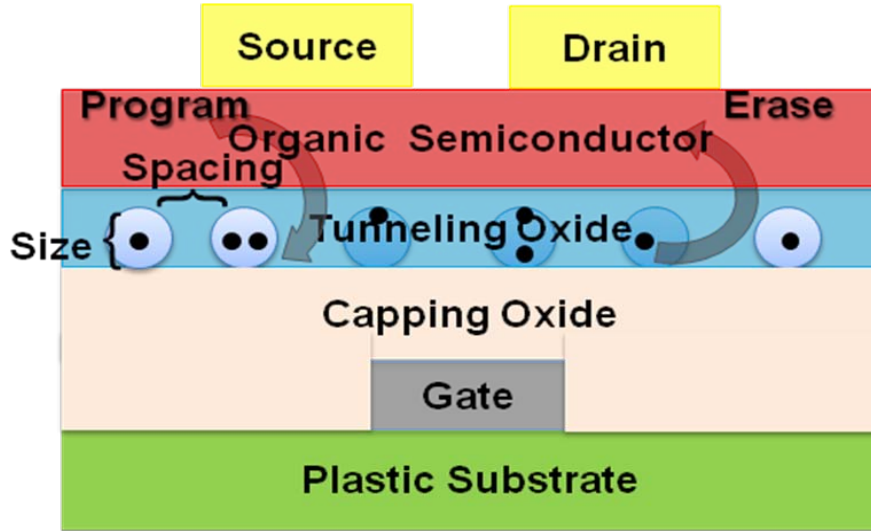 Source
Drain
Program
Erase
Organic Semiconductor
Spacing
Size
Tunneling Oxide
Capping Oxide
Gate
Plastic Substrate